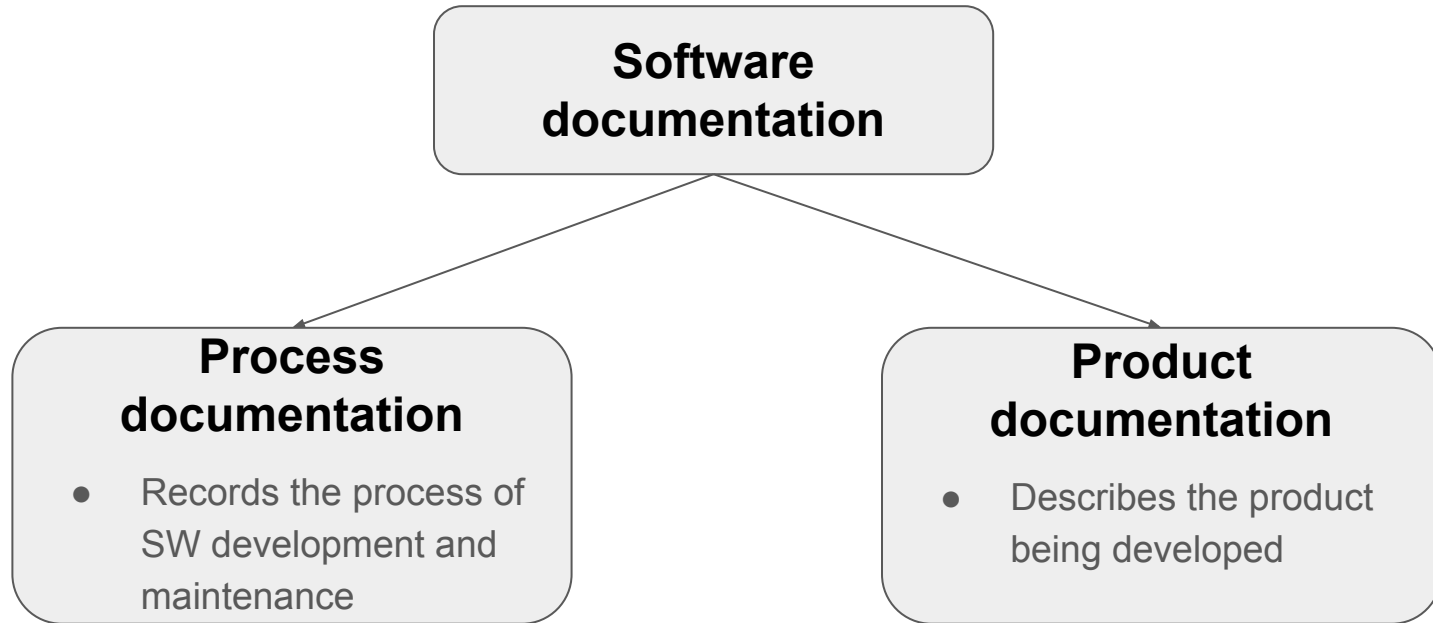 Software
documentation
Process
documentation
● Records the process of
SW development and
maintenance
Product
documentation
● Describes the product
being developed